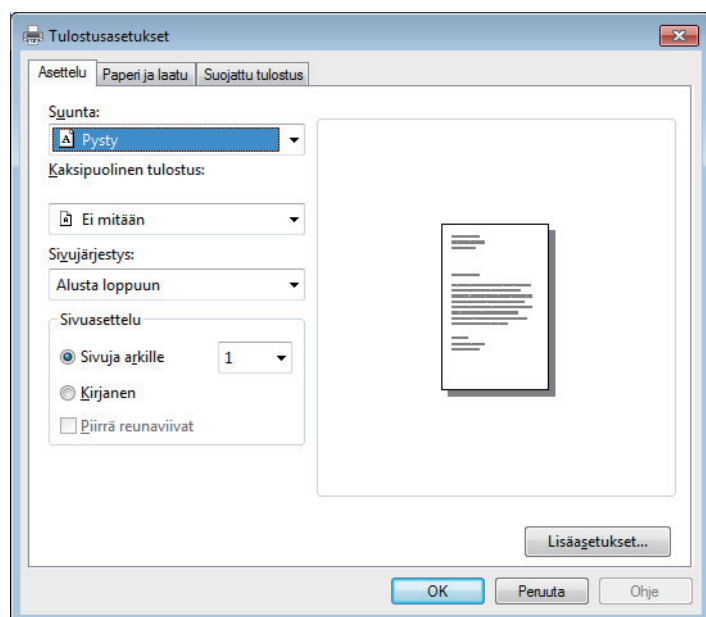 Tulostusasetukset
Asettelu Paperi ja laatu Suojattu tulostus
Suunta:
A Pysty
Kaksipuolinen tulostus:
Ei mitään
Sivujärjestys:
Alusta loppuun
Sivuasettelu
Sivuja arkille 1
Kirjanen
Piirrä reunaviivat
Lisäasetukset...
OK Peruuta Ohje